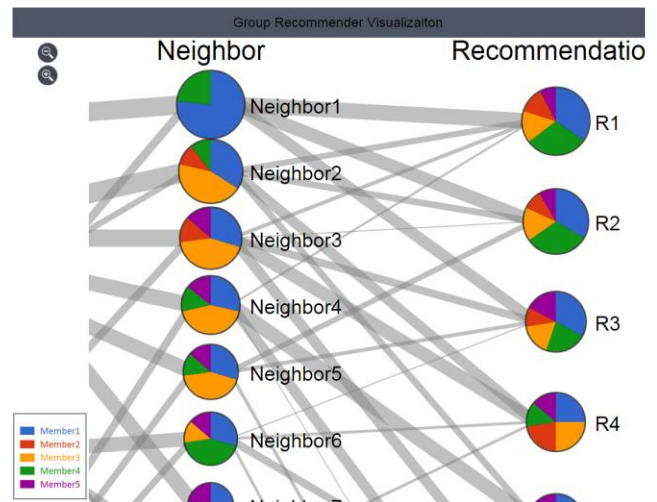 Group Recommender Visualizaiton
Neighbor
Recommendatio
Neighbor1
R1
Neighbor2
R2
Neighbor3
Neighbor4
R3
Neighbor5
R4
Neighbor6
Member1
Member2
Member3
Member4
Member5